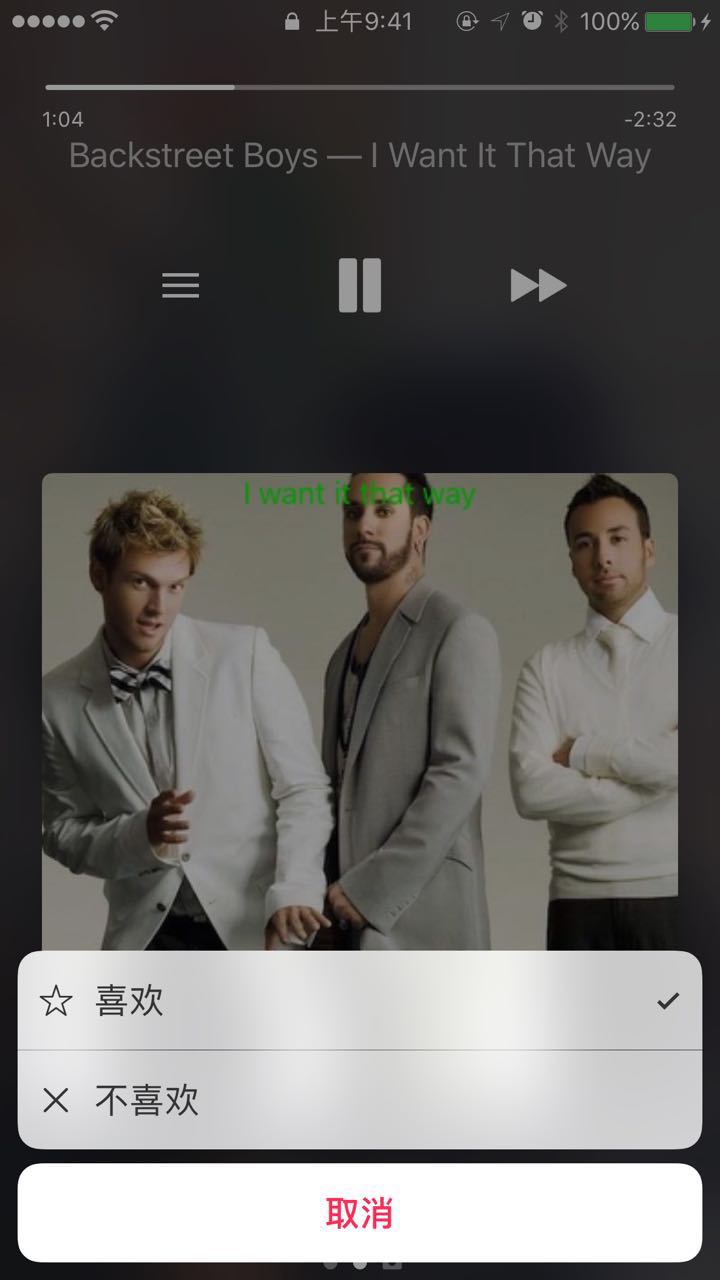 上午9:41
100%
1:04
-2:32
Backstreet Boys — I Want It That Way
I want it that way
喜欢
不喜欢
取消